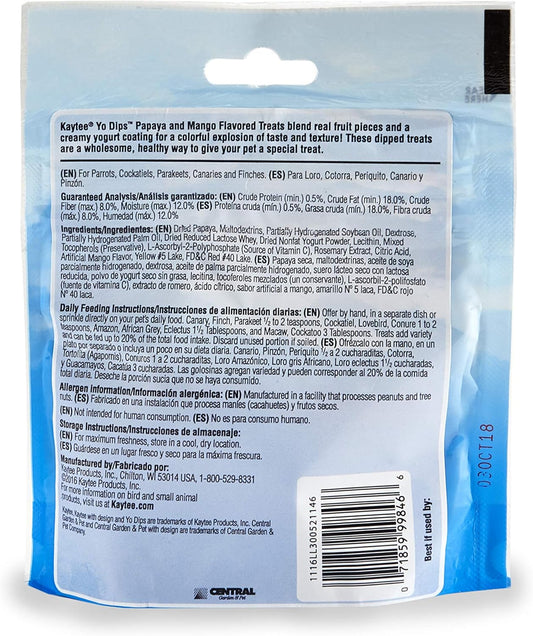 TEAR
HERE
Kaytee® Yo Dips™ Papaya and Mango Flavored Treats blend real fruit pieces and a
creamy yogurt coating for a colorful explosion of taste and texture! These dipped treats
are a wholesome, healthy way to give your pet a special treat.
(EN) For Parrots, Cockatiels, Parakeets, Canaries and Finches. (ES) Para Loro, Cotorra, Periquito, Canario y
Pinzón.
Guaranteed Analysis/Análisis garantizado: (EN) Crude Protein (min.) 0.5%, Crude Fat (min.) 18.0%, Crude
Fiber (max.) 8.0%, Moisture (max.) 12.0% (ES) Proteína cruda (mín.) 0.5%, Grasa cruda (mín.) 18.0%, Fibra cruda
(máx.) 8.0%, Humedad (máx.) 12.0%
Ingredients/Ingredientes: (EN) Dried Papaya, Maltodextrins, Partially Hydrogenated Soybean Oil, Dextrose,
Partially Hydrogenated Palm Oil, Dried Reduced Lactose Whey, Dried Nonfat Yogurt Powder, Lecithin, Mixed
Tocopherols (Preservative), L-Ascorbyl-2-Polyphosphate (Source of Vitamin C), Rosemary Extract, Citric Acid,
Artificial Mango Flavor, Yellow #5 Lake, FD&C Red #40 Lake. (ES) Papaya seca, maltodextrinas, aceite de soya
parcialmente hidrogenado, dextrosa, aceite de palma parcialmente hidrogenado, suero lácteo seco con lactosa
reducida, polvo de yogurt seco sin grasa, lecitina, tocoferoles mezclados (un conservante), L-ascorbil-2-polifosfato
(fuente de vitamina C), extracto de romero, ácido cítrico, sabor artificial a mango, amarillo N° 5 laca, FD&C rojo
N° 40 laca.
Daily Feeding Instructions/Instrucciones de alimentación diarias: (EN) Offer by hand, in a separate dish or
sprinkle directly on your pet's daily food. Canary, Finch, Parakeet ½ to 2 teaspoons, Cockatiel, Lovebird, Conure 1 to 2
teaspoons, Amazon, African Grey, Eclectus 1½ Tablespoons, and Macaw, Cockatoo 3 Tablespoons. Treats add variety
and can be fed up to 20% of the total food intake. Discard unused portion if soiled. (ES) Ofrézcalo con la mano, en un
plato por separado o incluya un poco en su dieta diaria. Canario, Pinzón, Periquito ½ a 2 cucharaditas, Cotorra,
Tortolilla (Agapornis), Conuros 1 a 2 cucharaditas, Loro Amazónico, Loro gris Africano, Loro eclectus 1½ cucharadas,
y Guacamayos, Cacatúa 3 cucharadas. Las golosinas agregan variedad y pueden corresponder al 20% de la comida
total diaria. Deseche la porción sucia que no se haya consumido.
Allergen Information/Información alergénica: (EN) Manufactured in a facility that processes peanuts and tree
nuts. (ES) Fabricado en una instalación que procesa maníes (cacahuetes) y frutos secos.
(EN) Not intended for human consumption. (ES) No es para consumo humano.
Storage Instructions/Instrucciones de almacenaje:
(EN) For maximum freshness, store in a cool, dry location.
(ES) Guárdese en un lugar fresco y seco para la máxima frescura.
Manufactured by/Fabricado por:
Kaytee Products, Inc., Chilton, WI 53014 USA, 1-800-529-8331
©2016 Kaytee Products, Inc.
For more information on bird and small animal
products, visit us at Kaytee.com
Kaytee, Kaytee with design and Yo Dips are trademarks of Kaytee Products, Inc. Central
Garden & Pet and Central Garden & Pet with design are trademarks of Central Garden &
Pet Company.
CENTRAL
Garden & Pet
1116LL300521146
0 71859 99846 6
Best if used by:
030CT18